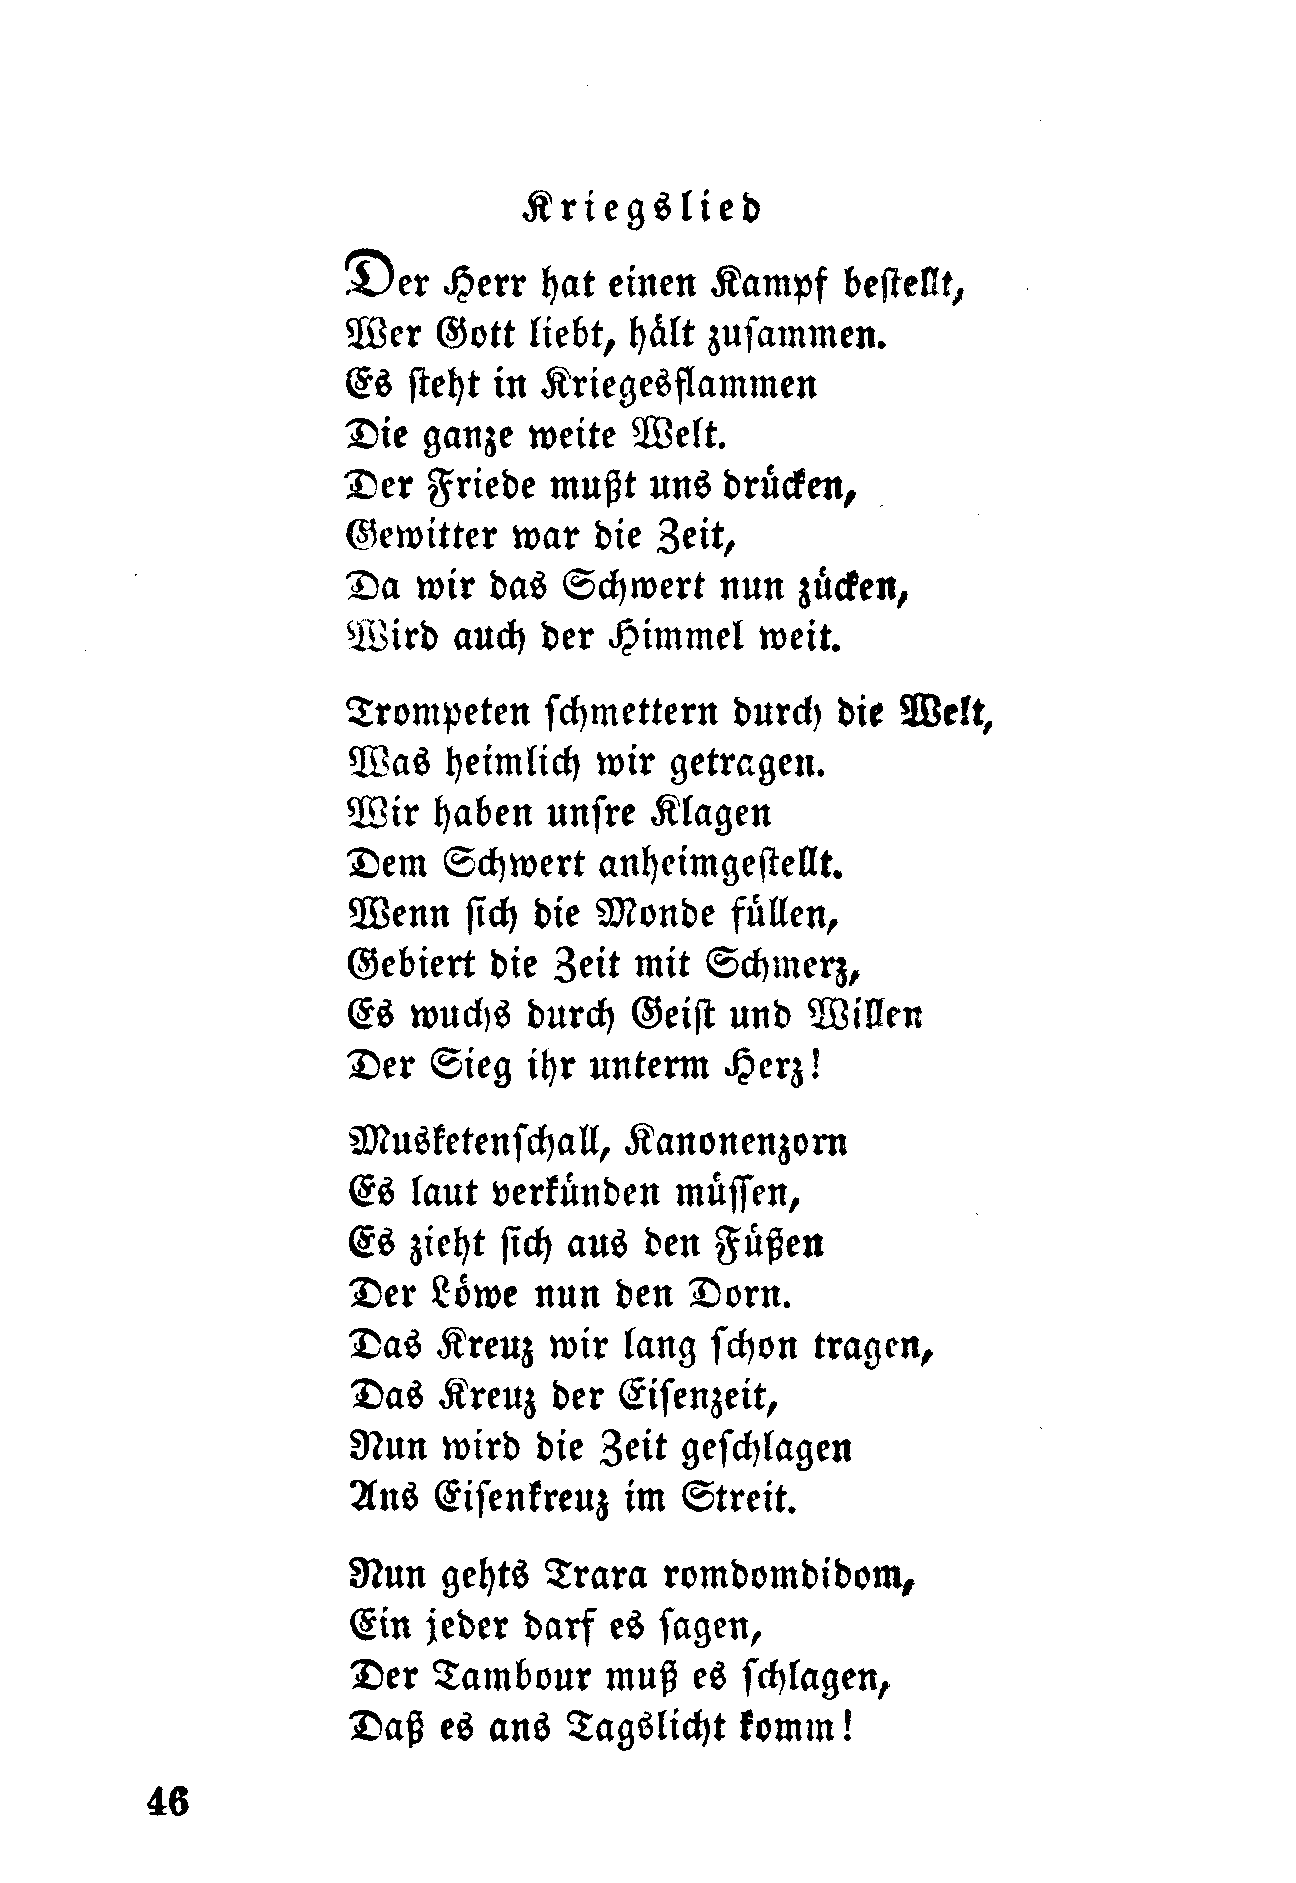 Kriegslied
Der Herr hat einen Kampf bestellt,
Wer Gott liebt, hält zusammen.
Es steht in Kriegesflammen
Die ganze weite Welt.
Der Friede mußt uns drücken,
Gewitter war die Zeit,
Da wir das Schwert nun zücken,
Wird auch der Himmel weit.
Trompeten schmettern durch die Welt,
Was heimlich wir getragen.
Wir haben unsre Klagen
Dem Schwert anheimgestellt.
Wenn sich die Monde füllen,
Gebiert die Zeit mit Schmerz,
Es wuchs durch Geist und Willen
Der Sieg ihr unterm Herz!
Musketenschall, Kanonenzorn
Es laut verkünden müssen,
Es zieht sich aus den Füßen
Der Löwe nun den Dorn.
Das Kreuz wir lang schon tragen,
Das Kreuz der Eisenzeit,
Nun wird die Zeit geschlagen
Ans Eisenkreuz im Streit.
Nun gehts Trara rombombidom,
Ein jeder darf es sagen,
Der Tambour muß es schlagen,
Daß es ans Tagslicht komm!
46